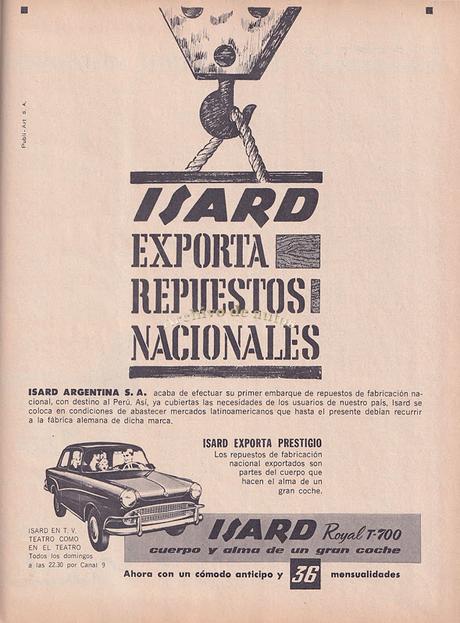 Publi-Art S. A.
ISARD
EXPORTA
REPUESTOS
NACIONALES
Archivo de autos
ISARD ARGENTINA S. A. acaba de efectuar su primer embarque de repuestos de fabricación na-
cional, con destino al Perú. Así, ya cubiertas las necesidades de los usuarios de nuestro país, Isard se
coloca en condiciones de abastecer mercados latinoamericanos que hasta el presente debían recurrir
a la fábrica alemana de dicha marca.
ISARD EXPORTA PRESTIGIO
Los repuestos de fabricación
nacional exportados son
partes del cuerpo que
hacen el alma de un
gran coche.
ISARD EN T. V.
TEATRO COMO
EN EL TEATRO
Todos los domingos
a las 22.30 por Canal 9
ISARD Royal T-700
cuerpo y alma de un gran coche
Ahora con un cómodo anticipo y 36 mensualidades